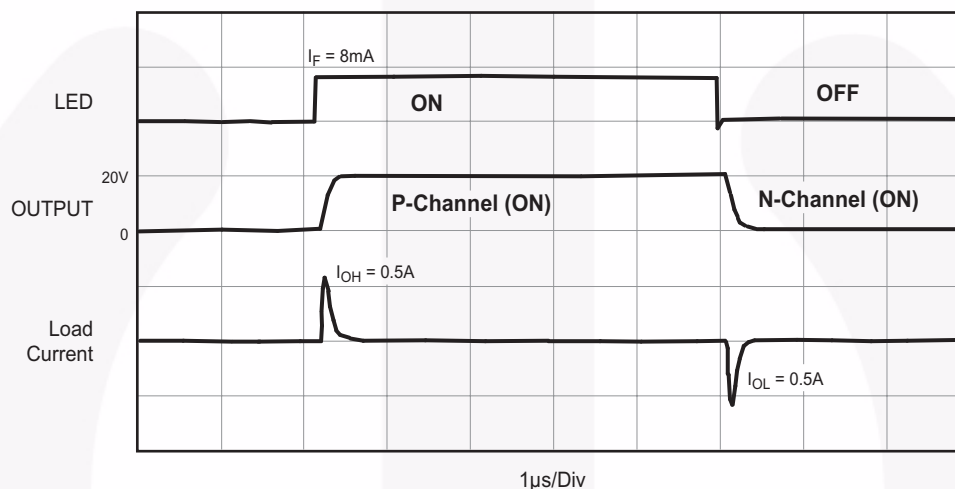 I_F = 8mA
LED
ON
OFF
20V
OUTPUT
P-Channel (ON)
N-Channel (ON)
0
I_OH = 0.5A
Load
Current
I_OL = 0.5A
1µs/Div